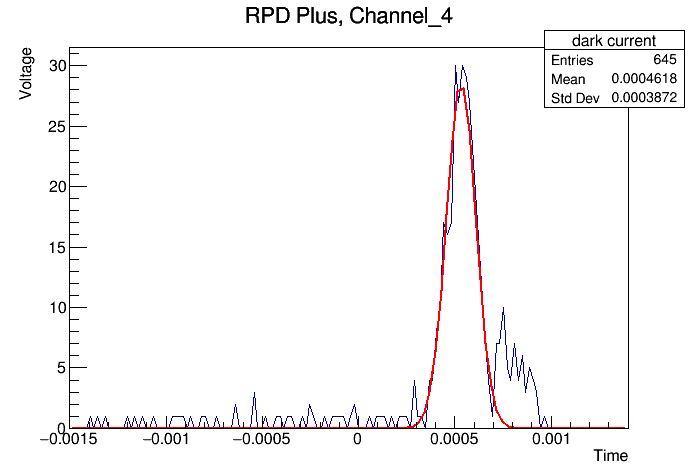 RPD Plus, Channel_4
dark current
Entries 645
Mean 0.0004618
Std Dev 0.0003872
Voltage
30
25
20
15
10
5
0
−0.0015 −0.001 −0.0005 0 0.0005 0.001
Time